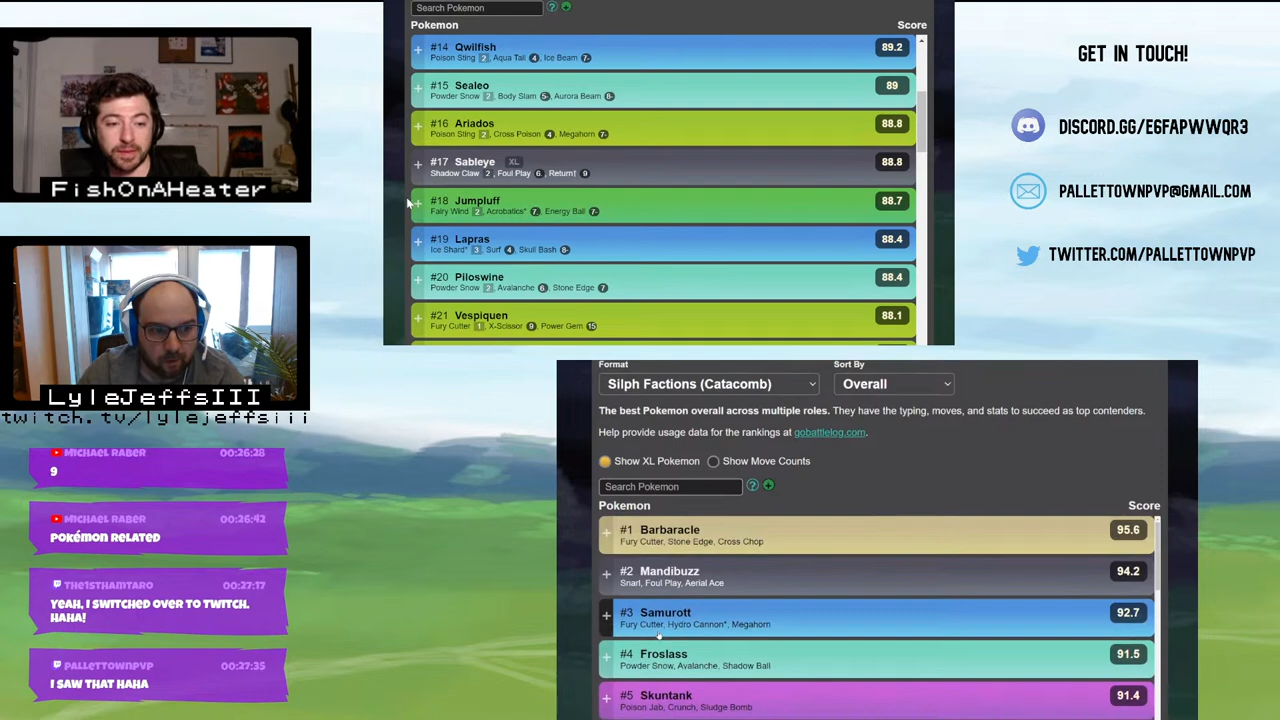 FishOnAHeater
LyleJeffsIII
twitch.tv/lylejeffsiii
MICHAEL RABER 00:26:28
9
MICHAEL RABER 00:26:42
POKÉMON RELATED
THE1STHAMTARO 00:27:17
YEAH, I SWITCHED OVER TO TWITCH.
HAHA!
PALLETTOWNPVP 00:27:35
I SAW THAT HAHA
Search Pokemon ?
Pokemon Score
#14 Qwilfish 89.2
Poison Sting 2, Aqua Tail 4, Ice Beam 7-
#15 Sealeo 89
Powder Snow 2, Body Slam 5-, Aurora Beam 8-
#16 Ariados 88.8
Poison Sting 2, Cross Poison 4, Megahorn 7-
#17 Sableye XL 88.8
Shadow Claw 2, Foul Play 6, Return† 9
#18 Jumpluff 88.7
Fairy Wind 2, Acrobatics* 7, Energy Ball 7-
#19 Lapras 88.4
Ice Shard* 3, Surf 4, Skull Bash 8-
#20 Piloswine 88.4
Powder Snow 2, Avalanche 6, Stone Edge 7
#21 Vespiquen 88.1
Fury Cutter 1, X-Scissor 9, Power Gem 15
GET IN TOUCH!
DISCORD.GG/E6FAPWWQR3
PALLETTOWNPVP@GMAIL.COM
TWITTER.COM/PALLETTOWNPVP
Format Sort By
Silph Factions (Catacomb) Overall
The best Pokemon overall across multiple roles. They have the typing, moves, and stats to succeed as top contenders.
Help provide usage data for the rankings at gobattlelog.com.
Show XL Pokemon Show Move Counts
Search Pokemon ?
Pokemon Score
#1 Barbaracle 95.6
Fury Cutter, Stone Edge, Cross Chop
#2 Mandibuzz 94.2
Snarl, Foul Play, Aerial Ace
#3 Samurott 92.7
Fury Cutter, Hydro Cannon*, Megahorn
#4 Froslass 91.5
Powder Snow, Avalanche, Shadow Ball
#5 Skuntank 91.4
Poison Jab, Crunch, Sludge Bomb